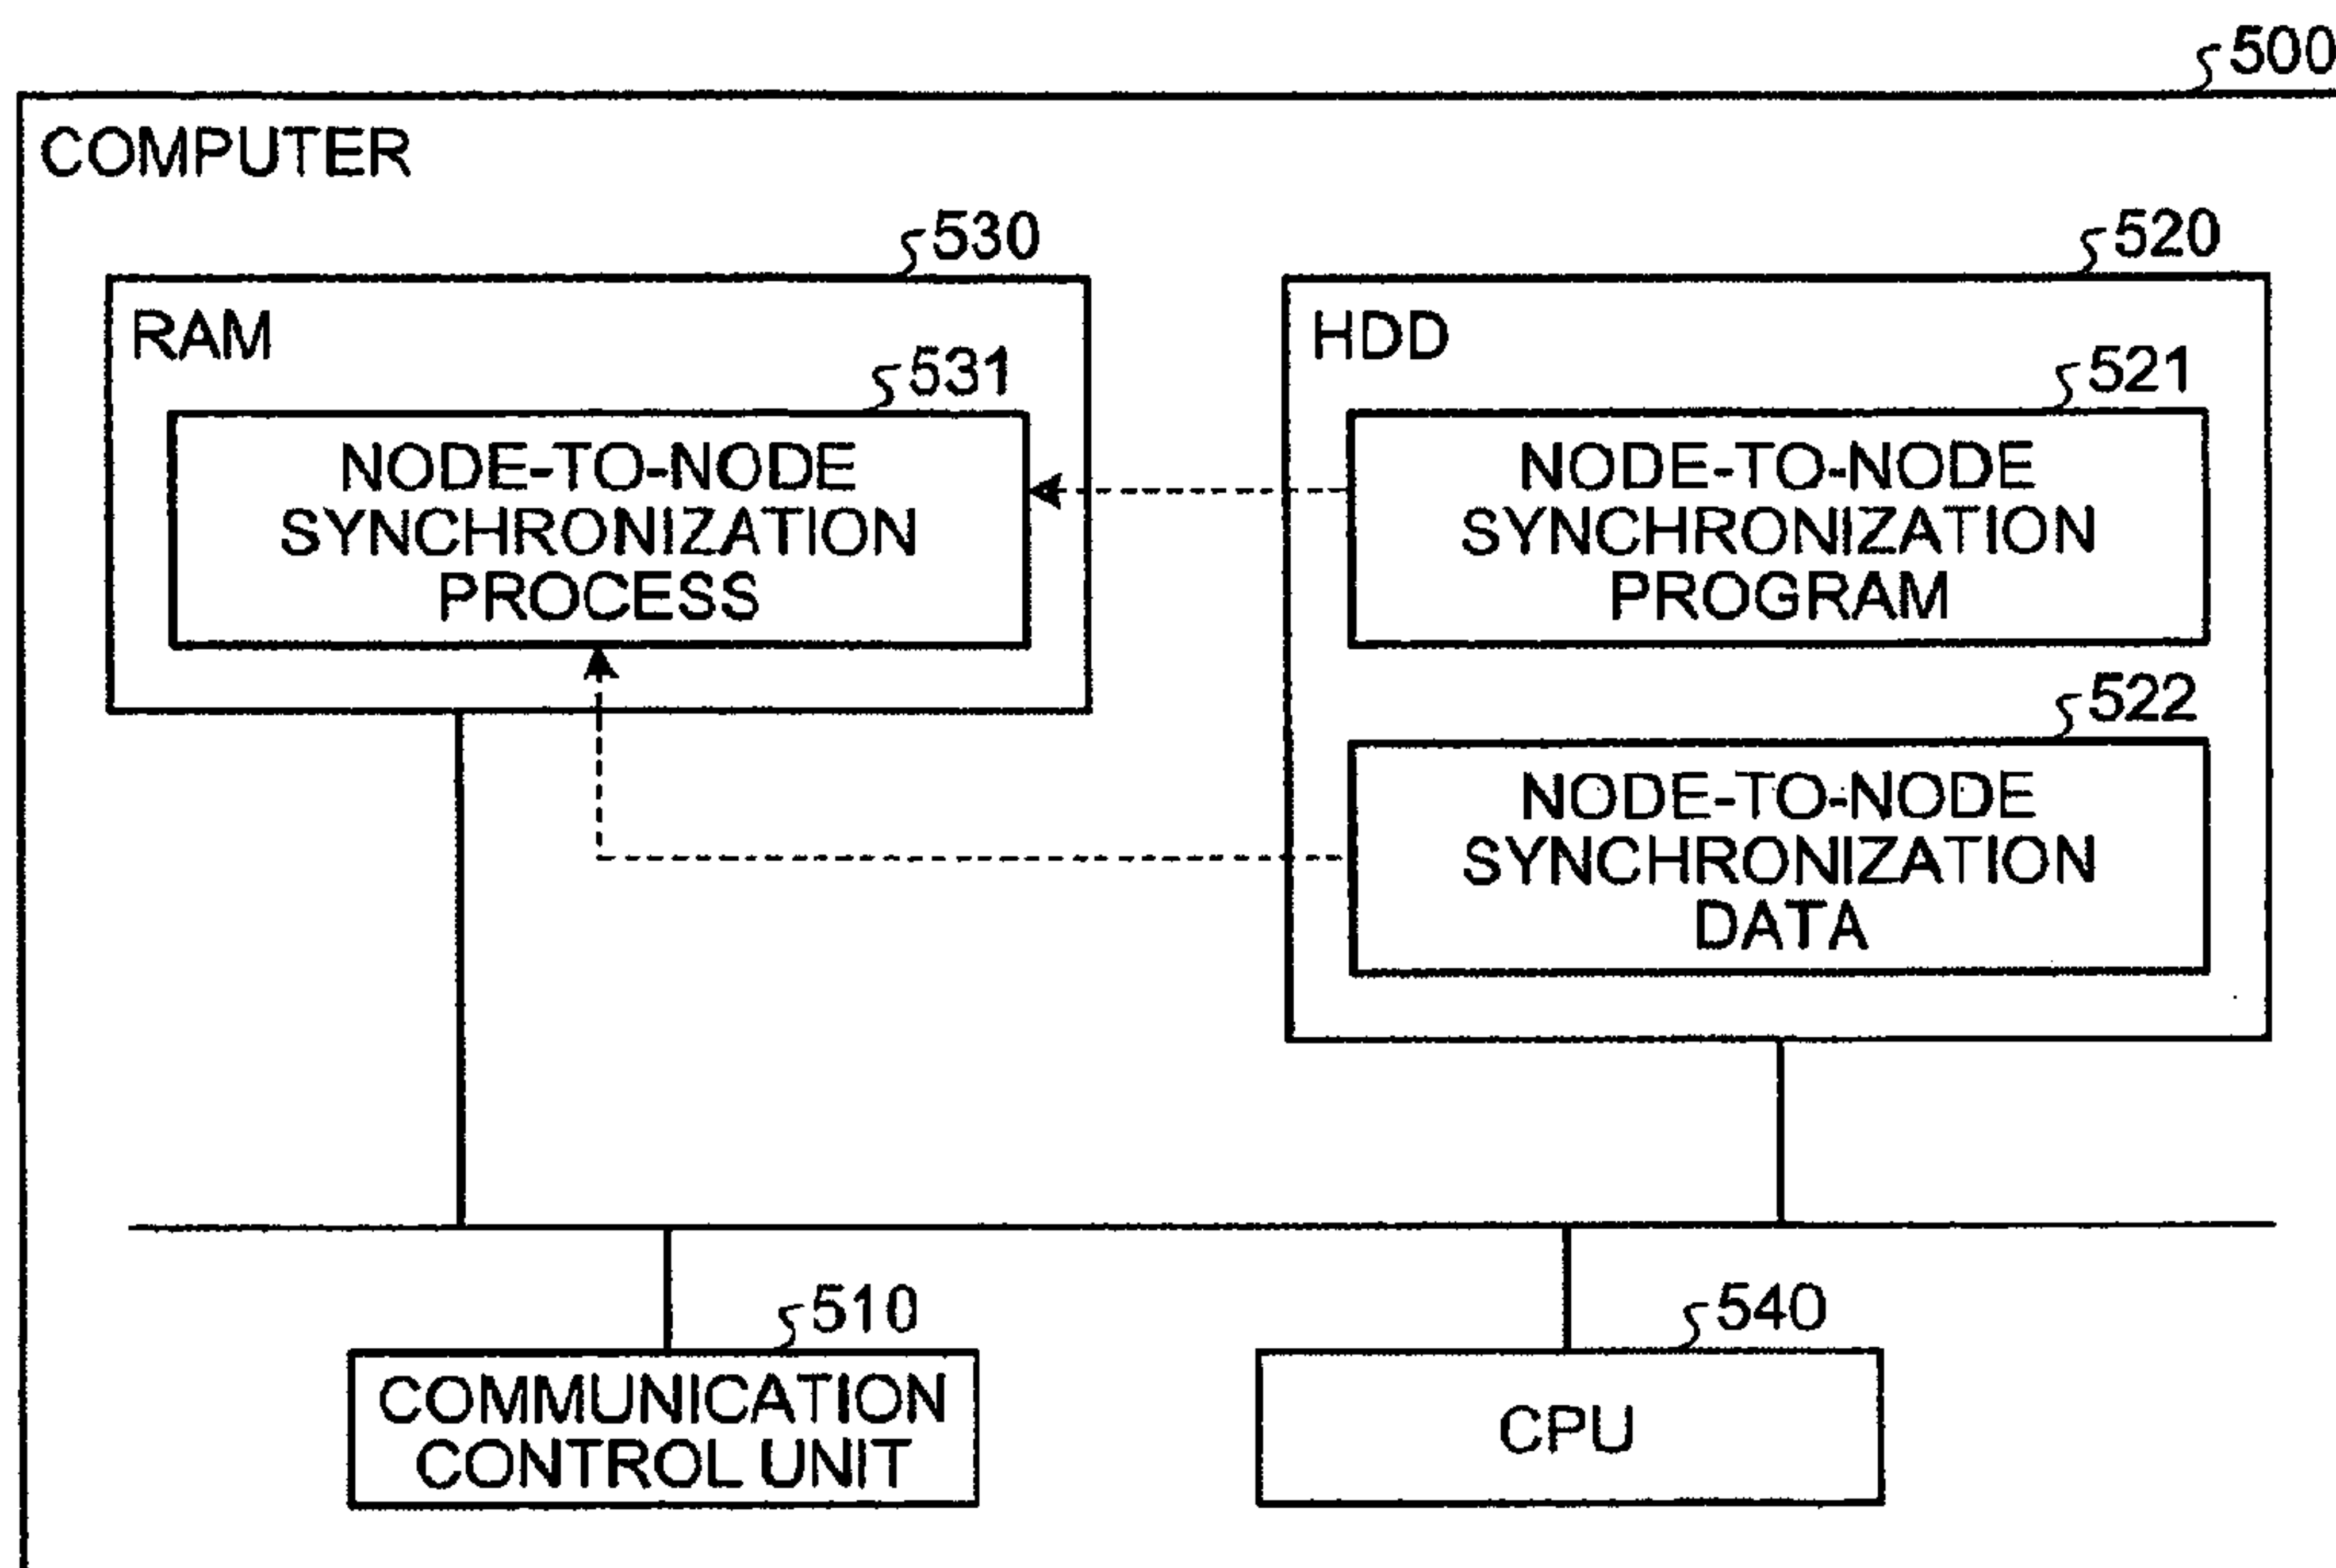 500
COMPUTER
530
520
RAM
HDD
531
521
NODE-TO-NODE
SYNCHRONIZATION
PROCESS
NODE-TO-NODE
SYNCHRONIZATION
PROGRAM
522
NODE-TO-NODE
SYNCHRONIZATION
DATA
510
540
COMMUNICATION
CONTROL UNIT
CPU